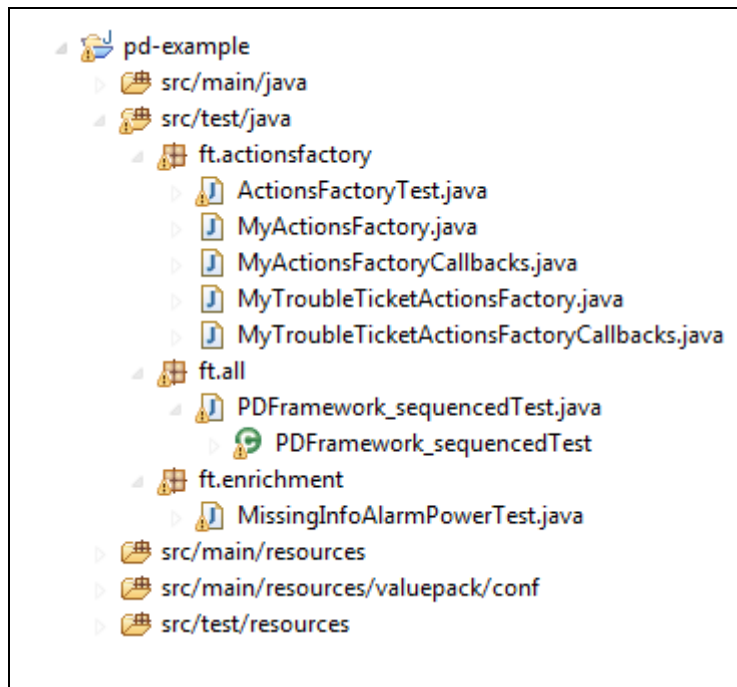 pd-example
src/main/java
src/test/java
ft.actionsfactory
ActionsFactoryTest.java
MyActionsFactory.java
MyActionsFactoryCallbacks.java
MyTroubleTicketActionsFactory.java
MyTroubleTicketActionsFactoryCallbacks.java
ft.all
PDFramework_sequencedTest.java
PDFramework_sequencedTest
ft.enrichment
MissingInfoAlarmPowerTest.java
src/main/resources
src/main/resources/valuepack/conf
src/test/resources